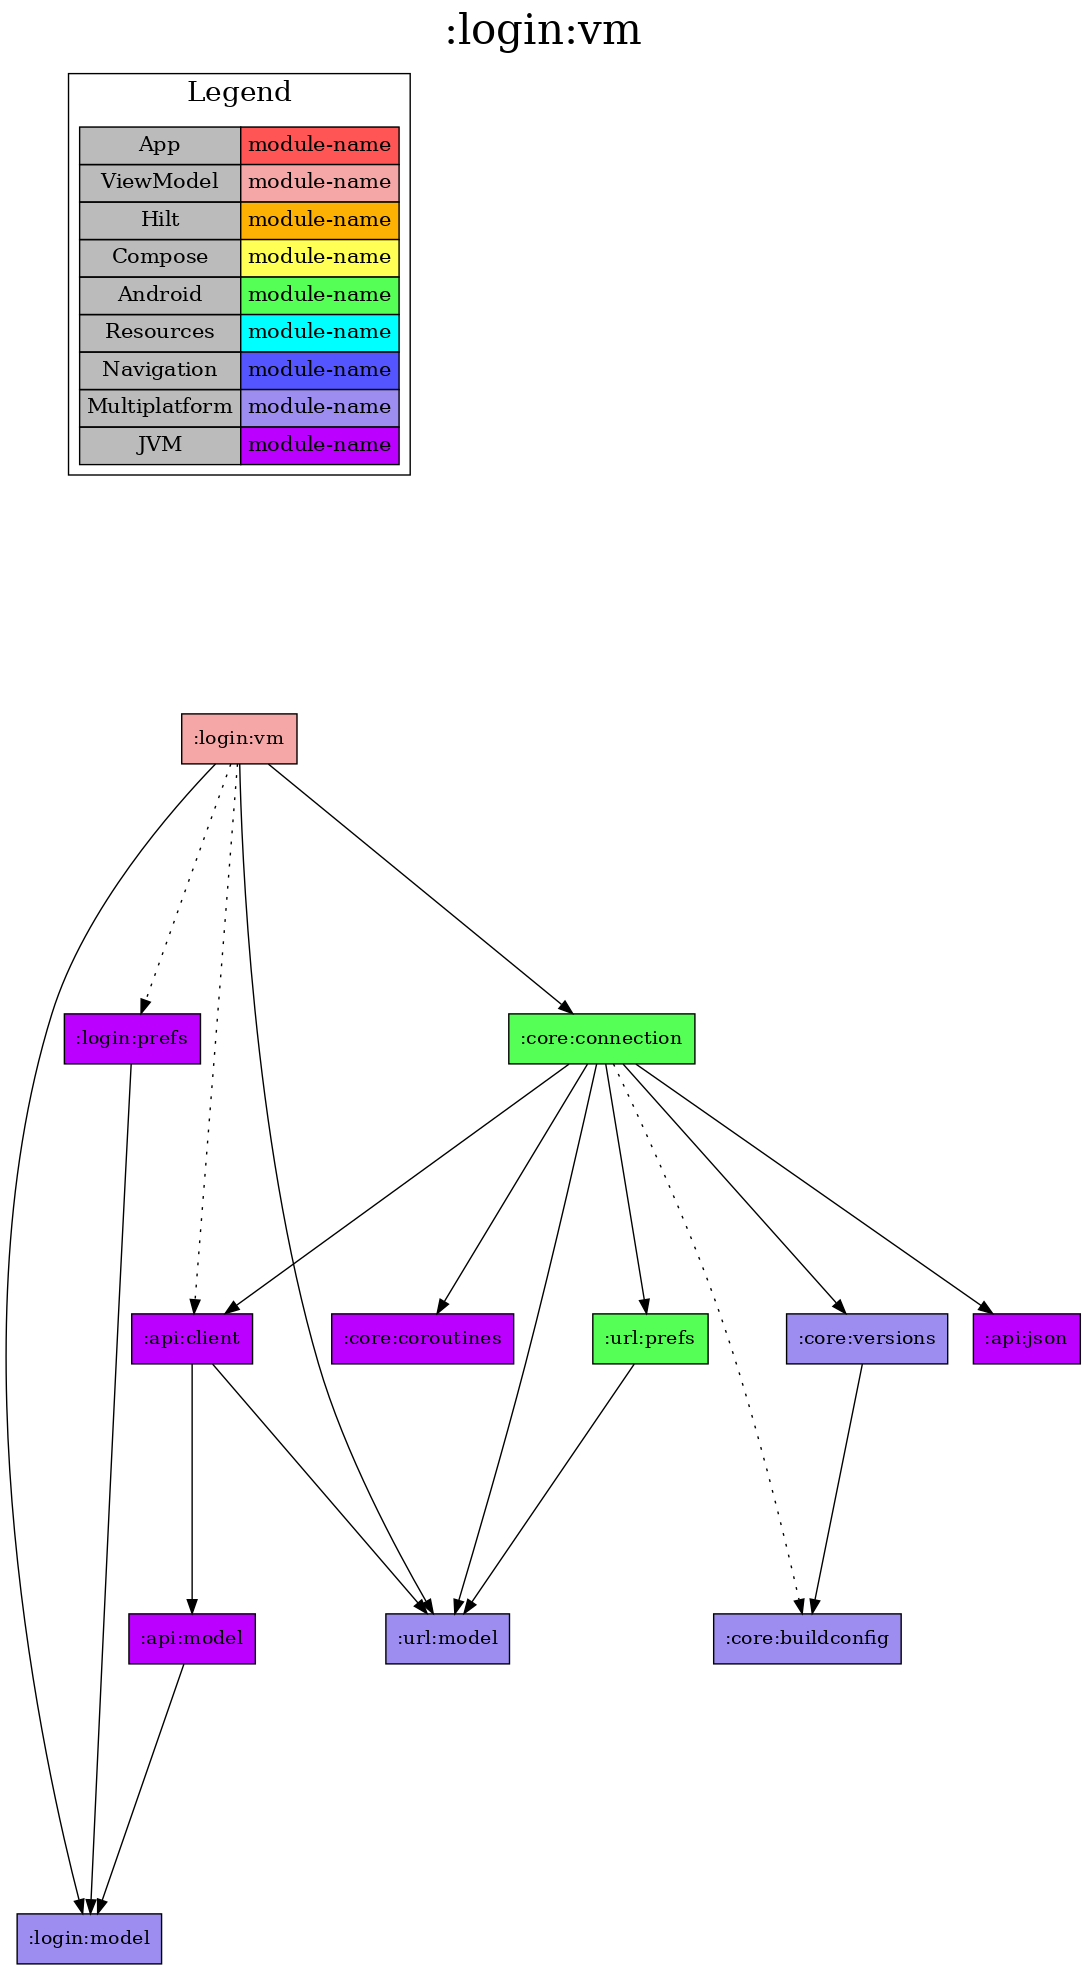 :login:vm
Legend
App module-name
ViewModel module-name
Hilt module-name
Compose module-name
Android module-name
Resources module-name
Navigation module-name
Multiplatform module-name
JVM module-name
:login:vm
:login:prefs
:core:connection
:api:client
:core:coroutines
:url:prefs
:core:versions
:api:json
:api:model
:url:model
:core:buildconfig
:login:model